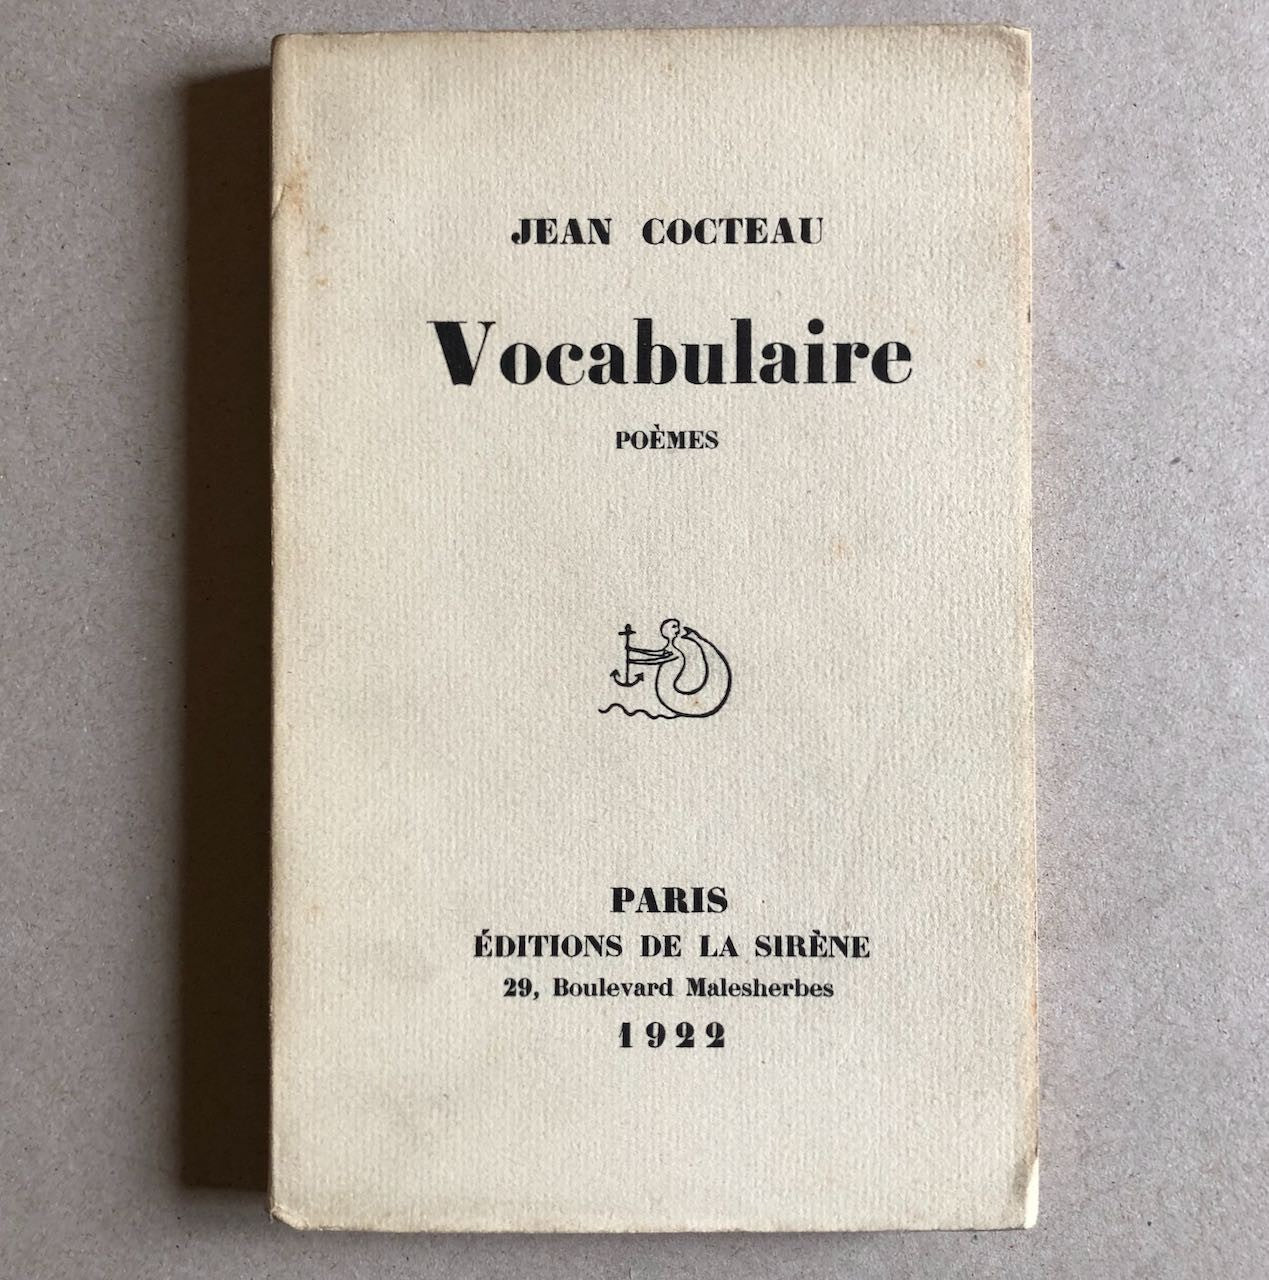 JEAN COCTEAU
Vocabulaire
POÈMES
PARIS
ÉDITIONS DE LA SIRÈNE
29, Boulevard Malesherbes
1922